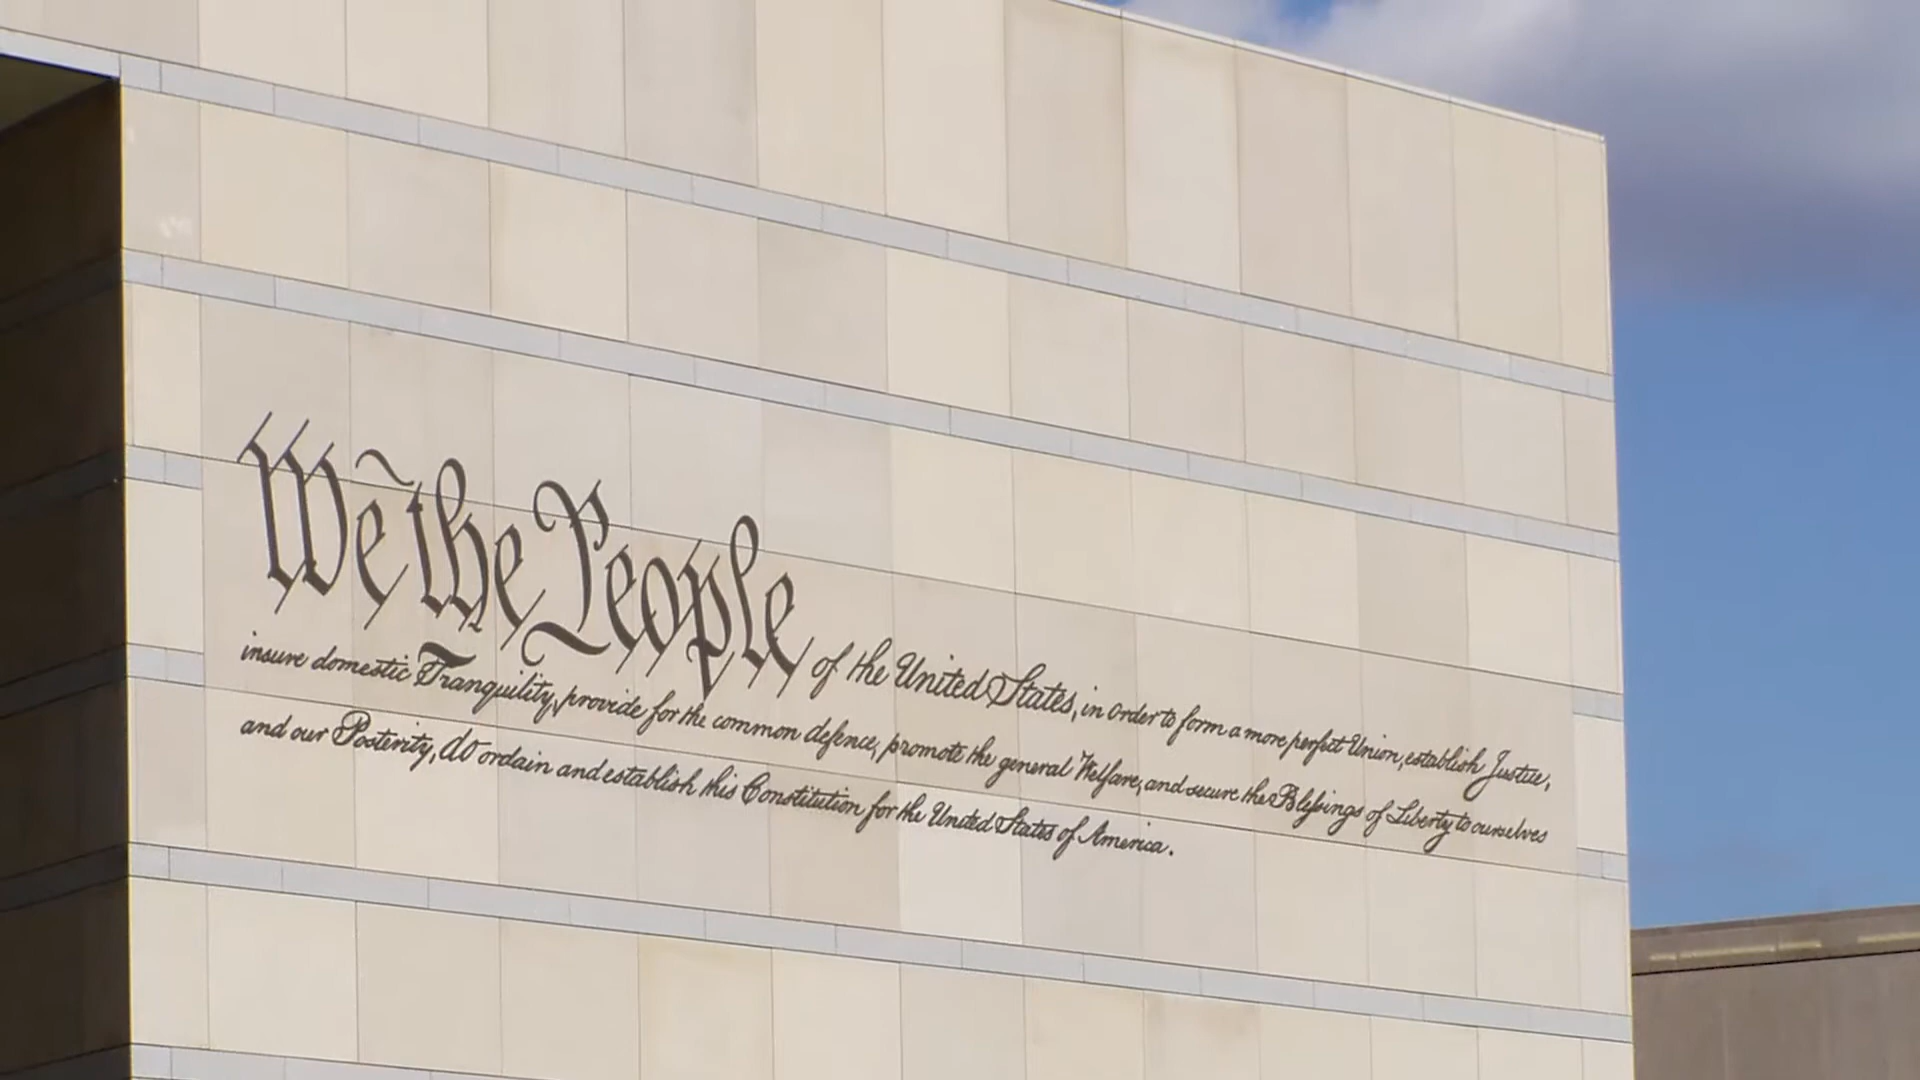 We the People of the United States, in order to form a more perfect Union, establish Justice,
insure domestic Tranquility, provide for the common defence, promote the general Welfare, and secure the Blessings of Liberty to ourselves
and our Posterity, do ordain and establish this Constitution for the United States of America.